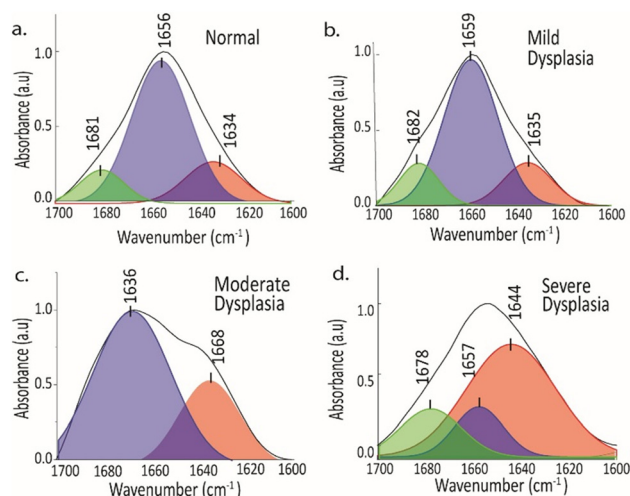 a.
Normal
Absorbance (a.u)
1.0
0.5
0.0
1681
1656
1634
1700 1680 1660 1640 1620 1600
Wavenumber (cm-1)
b.
Mild
Dysplasia
Absorbance (a.u)
1.0
0.5
0.0
1682
1659
1635
1700 1680 1660 1640 1620 1600
Wavenumber (cm-1)
c.
Moderate
Dysplasia
Absorbance (a.u)
1.0
0.5
0.0
1636
1668
1700 1680 1660 1640 1620 1600
Wavenumber (cm-1)
d.
Severe
Dysplasia
Absorbance (a.u)
1.0
0.5
0.0
1678
1657
1644
1700 1680 1660 1640 1620 1600
Wavenumber (cm-1)